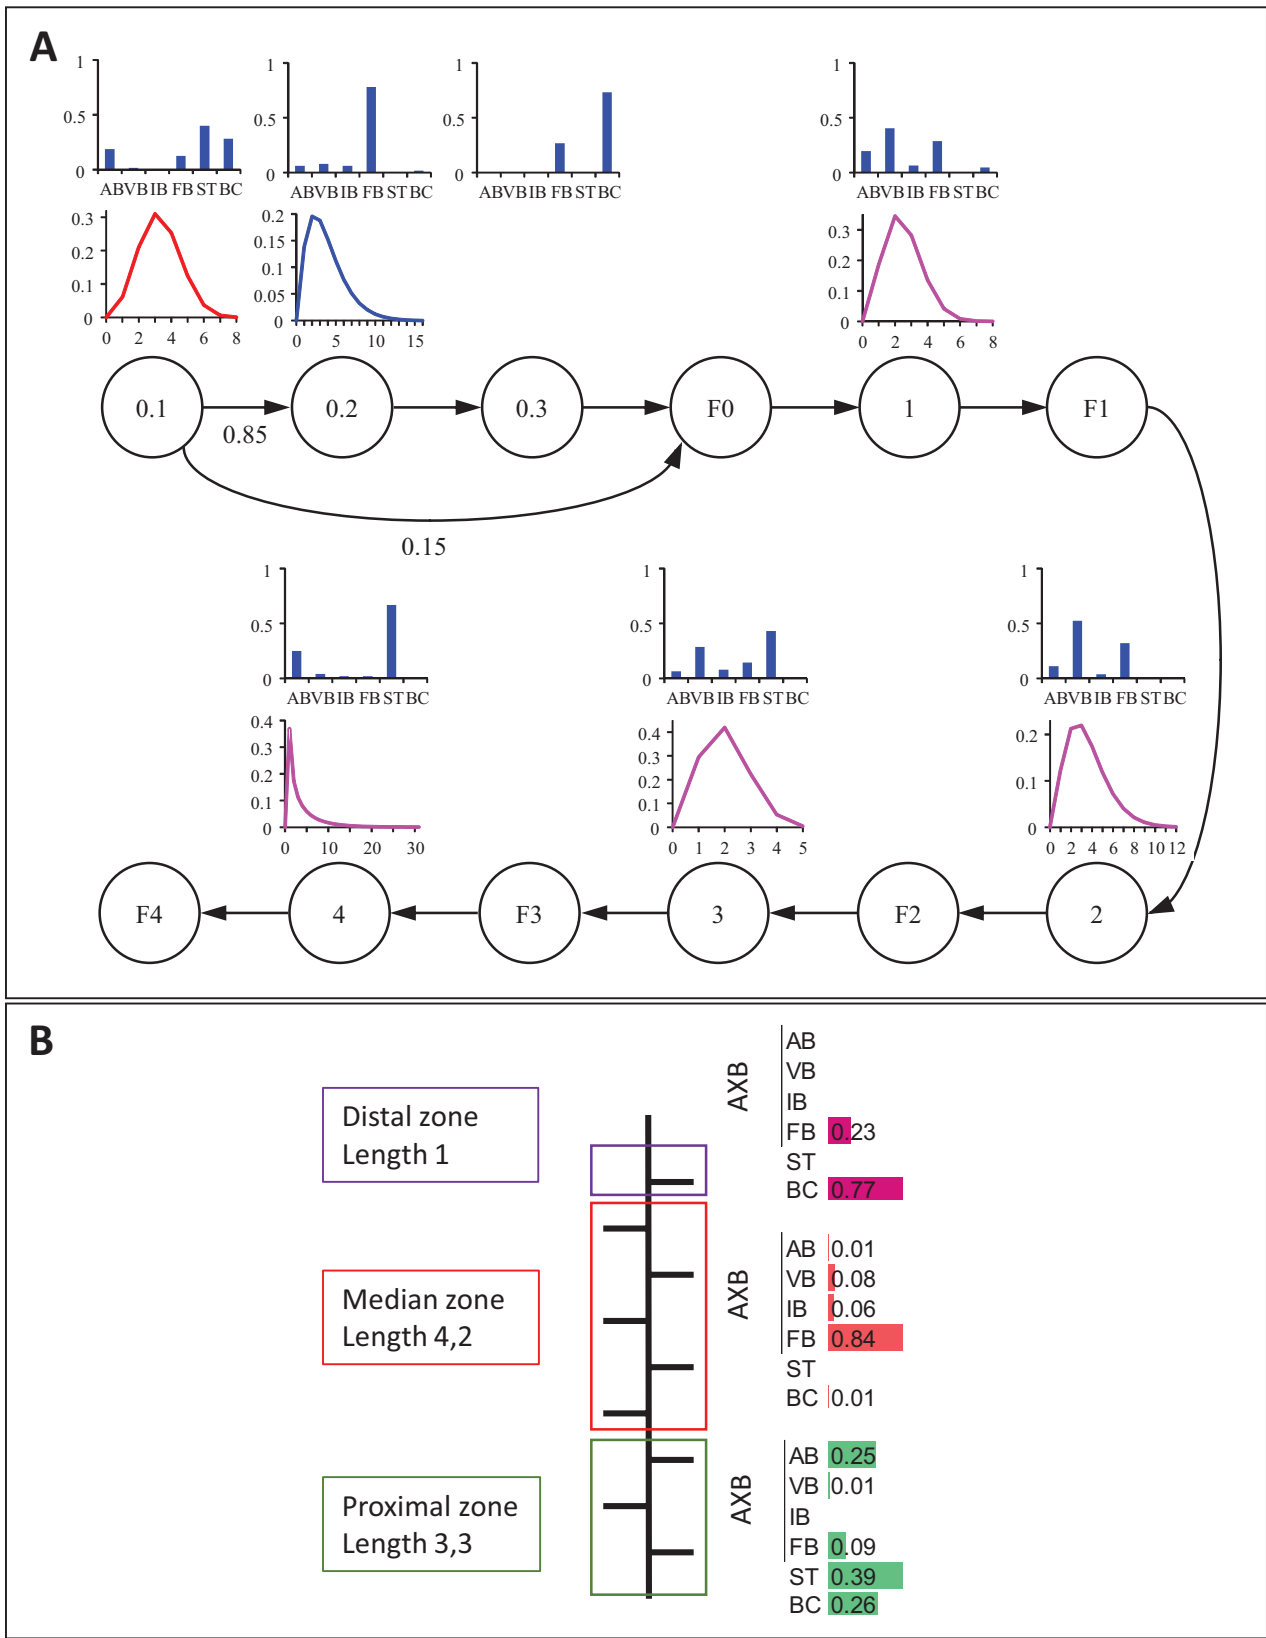 A
1
0.5
0
AB VB IB FB ST BC
1
0.5
0
AB VB IB FB ST BC
1
0.5
0
AB VB IB FB ST BC
1
0.5
0
AB VB IB FB ST BC
0.3
0.2
0.1
0
0 2 4 6 8
0.2
0.15
0.1
0.05
0
0 5 10 15
0.3
0.2
0.1
0
0 2 4 6 8
0.1
0.2
0.3
F0
1
F1
0.85
0.15
1
0.5
0
AB VB IB FB ST BC
1
0.5
0
AB VB IB FB ST BC
1
0.5
0
AB VB IB FB ST BC
0.4
0.3
0.2
0.1
0
0 10 20 30
0.4
0.3
0.2
0.1
0
0 1 2 3 4 5
0.2
0.1
0
0 2 4 6 8 10 12
F4
4
F3
3
F2
2
B
Distal zone
Length 1
AXB
AB
VB
IB
FB 0.23
ST
BC 0.77
Median zone
Length 4,2
AXB
AB 0.01
VB 0.08
IB 0.06
FB 0.84
ST
BC 0.01
Proximal zone
Length 3,3
AXB
AB 0.25
VB 0.01
IB
FB 0.09
ST 0.39
BC 0.26